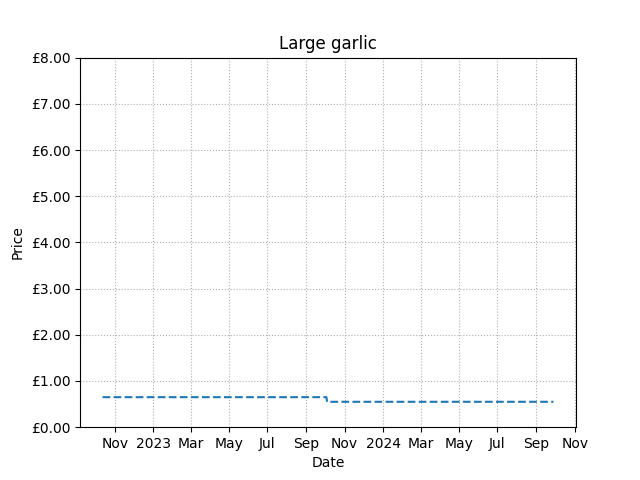 Large garlic
£8.00
£7.00
£6.00
£5.00
£4.00
£3.00
£2.00
£1.00
£0.00
Price
Nov 2023 Mar May Jul Sep Nov 2024 Mar May Jul Sep Nov
Date